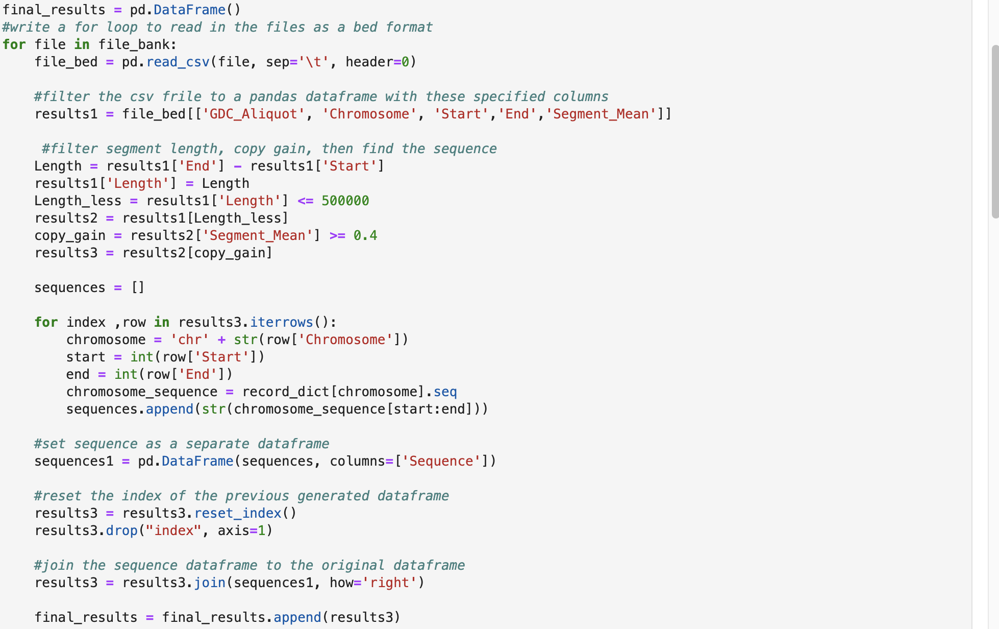 final_results = pd.DataFrame()
#write a for loop to read in the files as a bed format
for file in file_bank:
    file_bed = pd.read_csv(file, sep='\t', header=0)

    #filter the csv frile to a pandas dataframe with these specified columns
    results1 = file_bed[['GDC_Aliquot', 'Chromosome', 'Start','End','Segment_Mean']]

     #filter segment length, copy gain, then find the sequence
    Length = results1['End'] - results1['Start']
    results1['Length'] = Length
    Length_less = results1['Length'] <= 500000
    results2 = results1[Length_less]
    copy_gain = results2['Segment_Mean'] >= 0.4
    results3 = results2[copy_gain]

    sequences = []

    for index ,row in results3.iterrows():
        chromosome = 'chr' + str(row['Chromosome'])
        start = int(row['Start'])
        end = int(row['End'])
        chromosome_sequence = record_dict[chromosome].seq
        sequences.append(str(chromosome_sequence[start:end]))

    #set sequence as a separate dataframe
    sequences1 = pd.DataFrame(sequences, columns=['Sequence'])

    #reset the index of the previous generated dataframe
    results3 = results3.reset_index()
    results3.drop("index", axis=1)

    #join the sequence dataframe to the original dataframe
    results3 = results3.join(sequences1, how='right')

    final_results = final_results.append(results3)